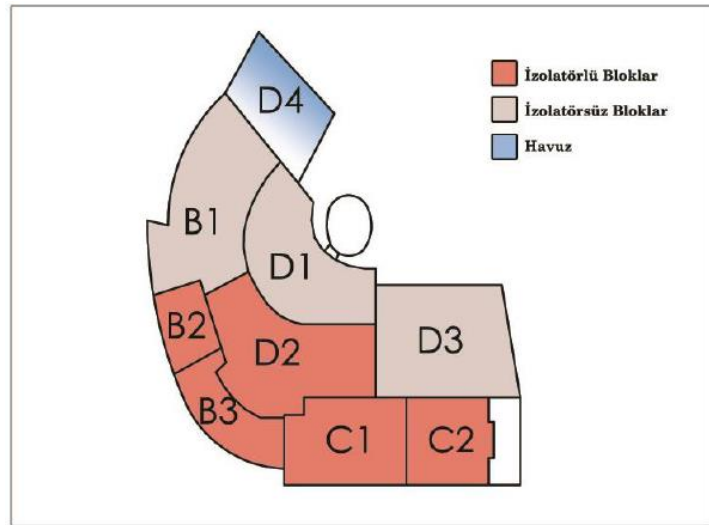 D4
İzolatörlü Bloklar
İzolatörsüz Bloklar
Havuz
B1
D1
B2
D2
D3
B3
C1
C2